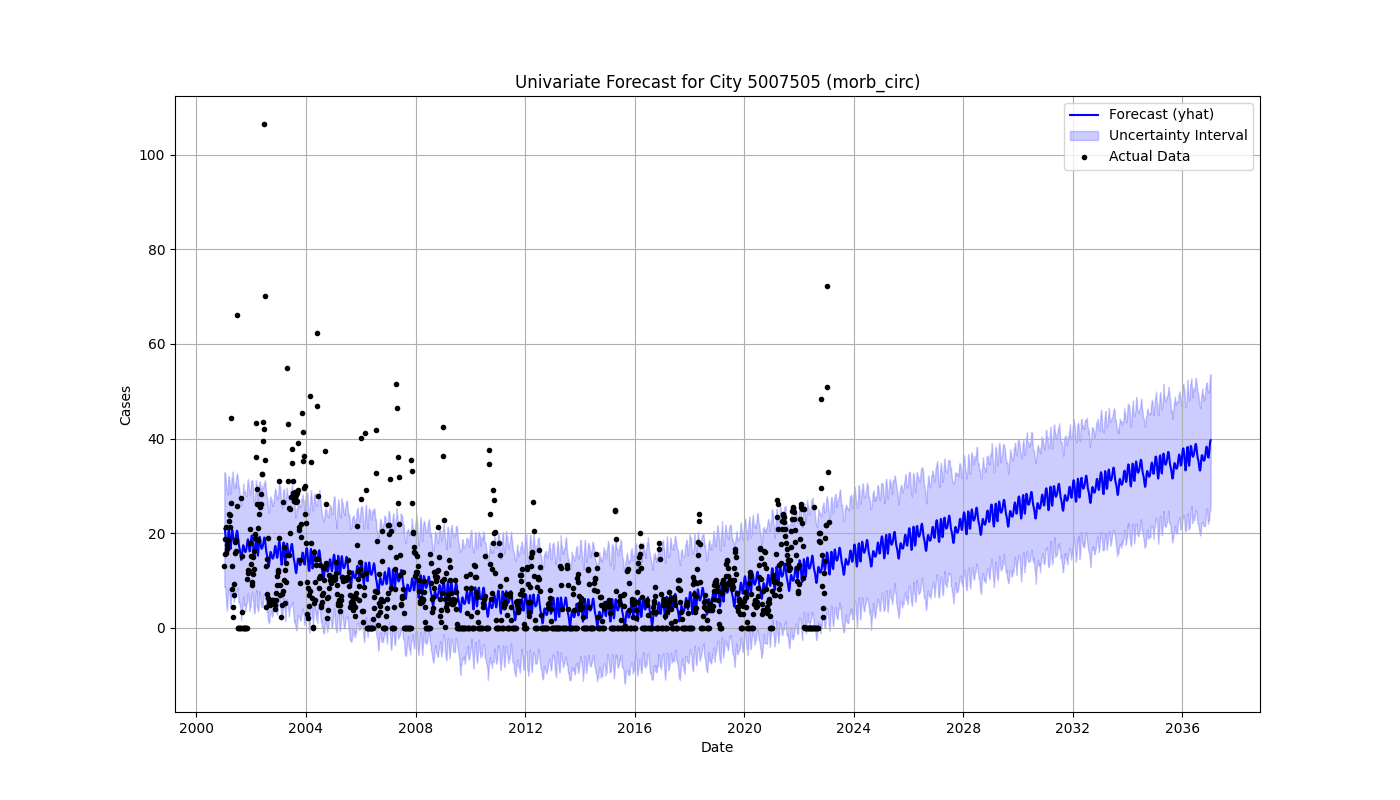 Univariate Forecast for City 5007505 (morb_circ)
Forecast (yhat)
Uncertainty Interval
Actual Data
Cases
100
80
60
40
20
0
2000 2004 2008 2012 2016 2020 2024 2028 2032 2036
Date